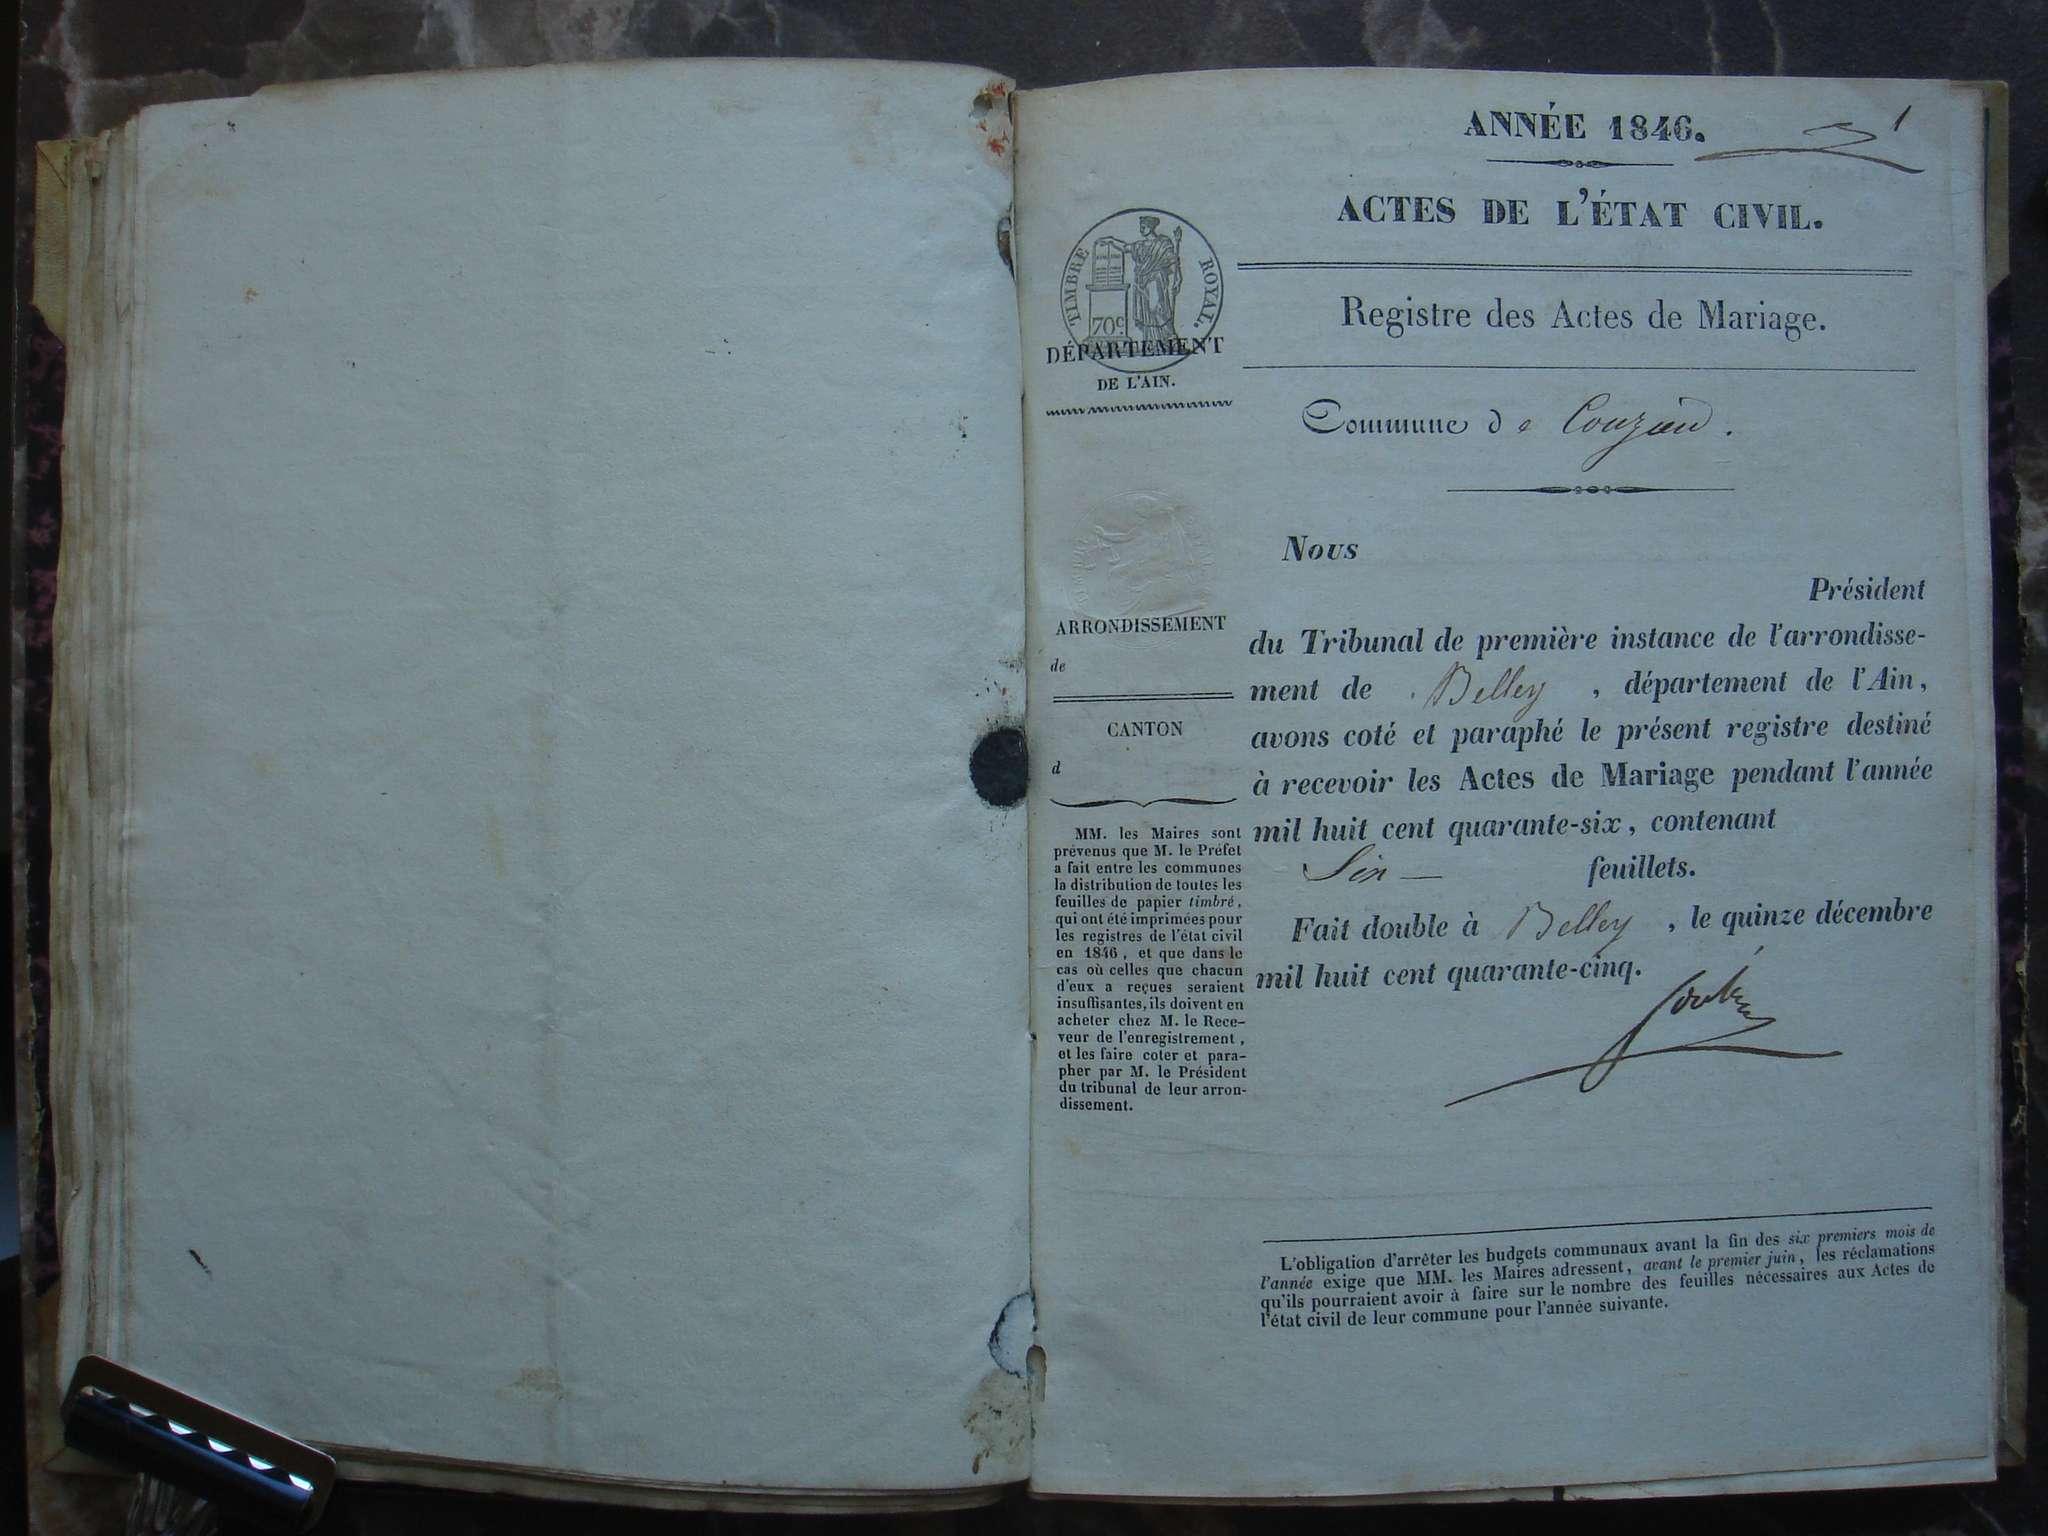 ANNÉE 1846.
1
ACTES DE L'ÉTAT CIVIL.
TIMBRE ROYAL.
70c
DÉPARTEMENT
DE L'AIN.
Registre des Actes de Mariage.
Commune de Conzieu.
ARRONDISSEMENT
de
CANTON
d
MM. les Maires sont
prévenus que M. le Préfet
a fait entre les communes
la distribution de toutes les
feuilles de papier timbré,
qui ont été imprimées pour
les registres de l'état civil
en 1846, et que dans le
cas où celles que chacun
d'eux a reçues seraient
insuffisantes, ils doivent en
acheter chez M. le Rece-
veur de l'enregistrement,
et les faire coter et para-
pher par M. le Président
du tribunal de leur arron-
dissement.
Nous
Président
du Tribunal de première instance de l'arrondisse-
ment de Belley, département de l'Ain,
avons coté et paraphé le présent registre destiné
à recevoir les Actes de Mariage pendant l'année
mil huit cent quarante-six, contenant
Six — feuillets.
Fait double à Belley, le quinze décembre
mil huit cent quarante-cinq.
L'obligation d'arrêter les budgets communaux avant la fin des six premiers mois de
l'année exige que MM. les Maires adressent, avant le premier juin, les réclamations
qu'ils pourraient avoir à faire sur le nombre des feuilles nécessaires aux Actes de
l'état civil de leur commune pour l'année suivante.